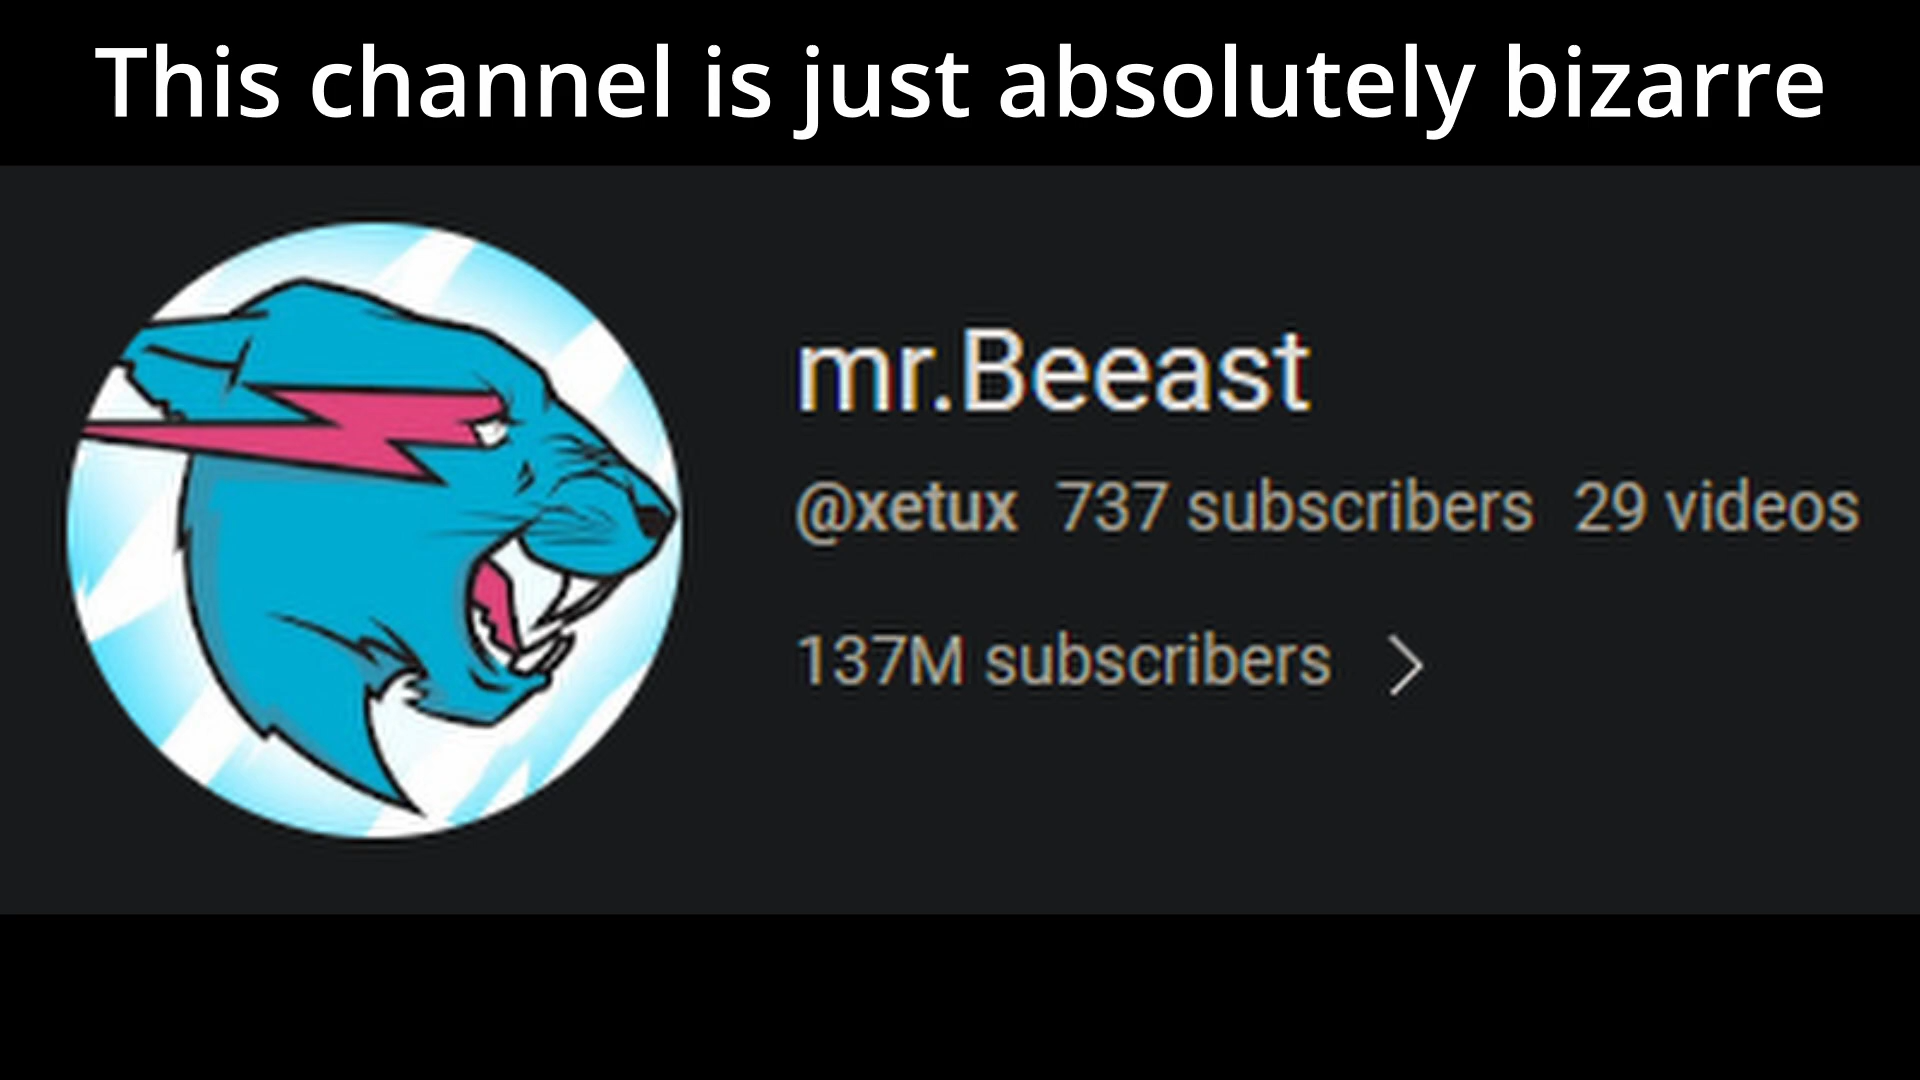 This channel is just absolutely bizarre
mr.Beeast
@xetux 737 subscribers 29 videos
137M subscribers >